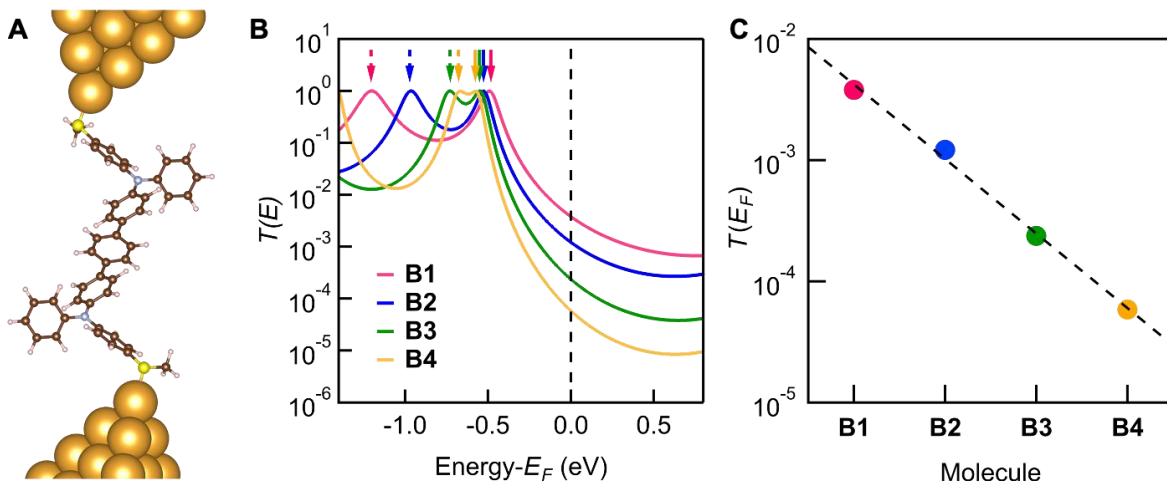 A
B
C
10^1
10^0
10^-1
10^-2
10^-3
10^-4
10^-5
10^-6
T(E)
B1
B2
B3
B4
-1.0
-0.5
0.0
0.5
Energy-E_F (eV)
10^-2
10^-3
10^-4
10^-5
T(E_F)
B1
B2
B3
B4
Molecule